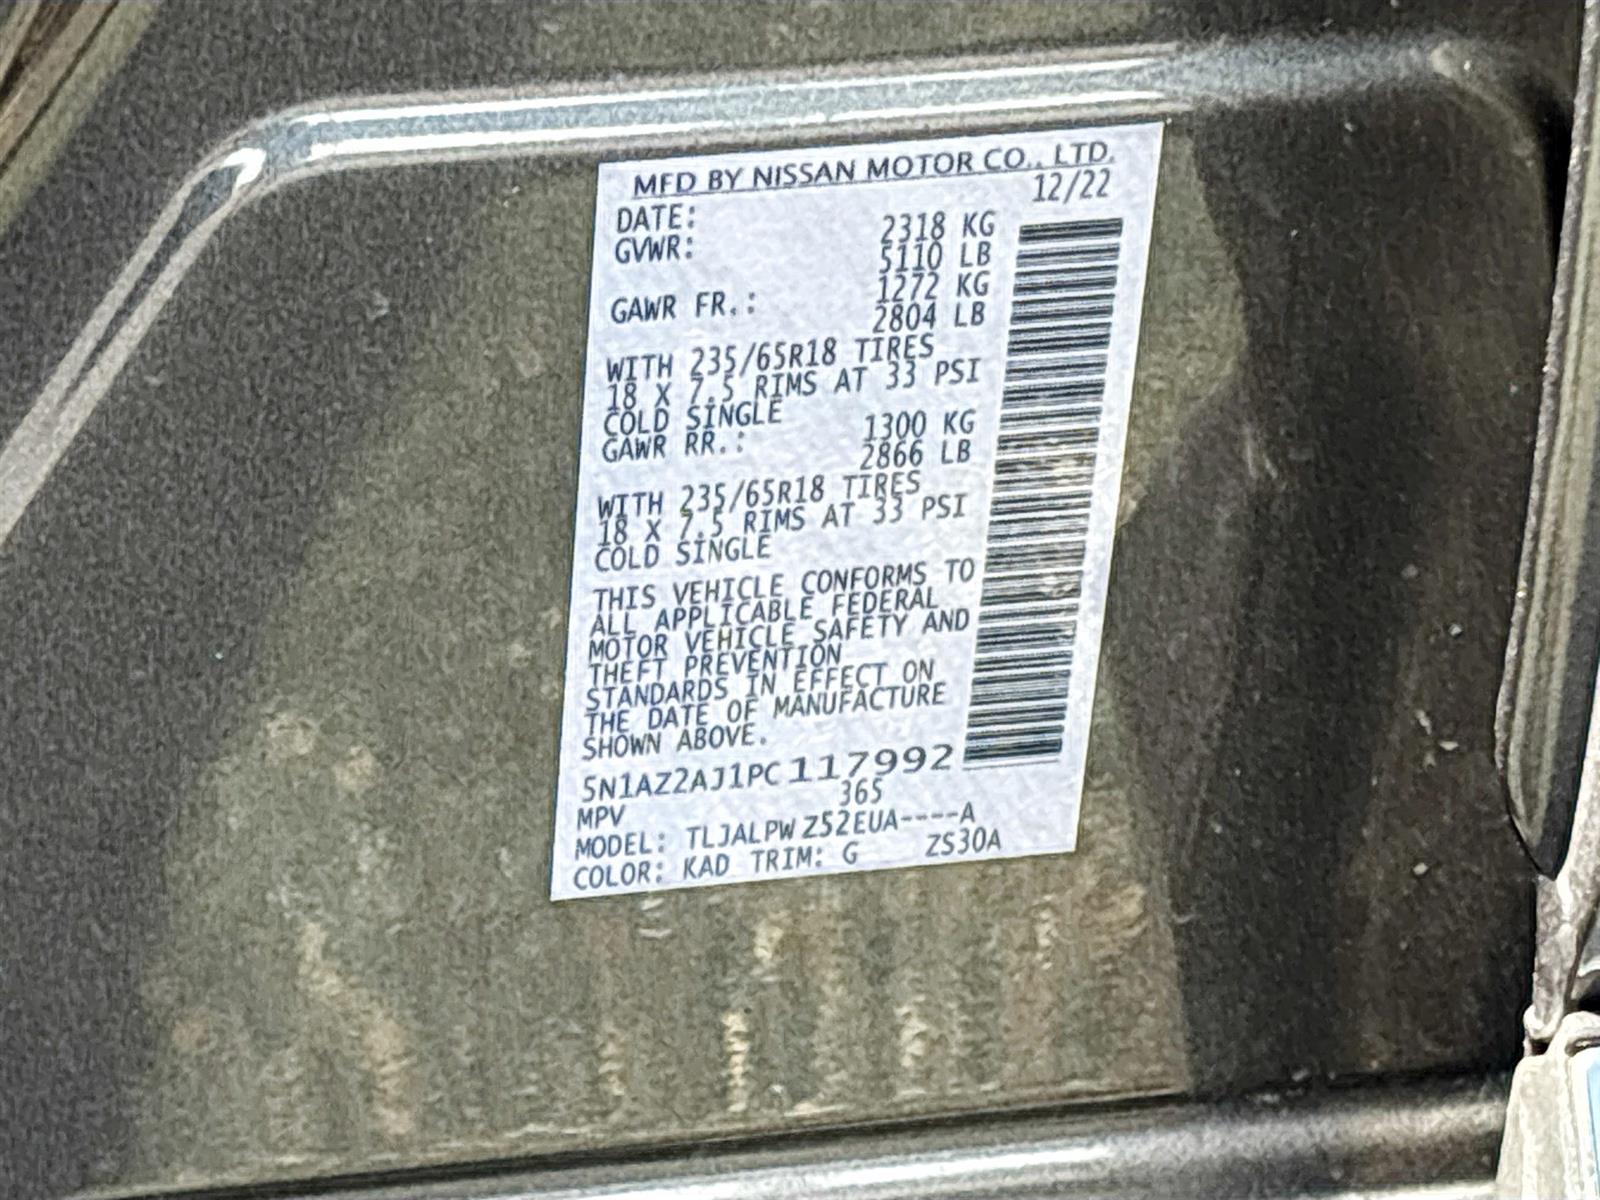 MFD BY NISSAN MOTOR CO., LTD.
DATE: 12/22
GVWR: 2318 KG
5110 LB
GAWR FR.: 1272 KG
2804 LB
WITH 235/65R18 TIRES
18 X 7.5 RIMS AT 33 PSI
COLD SINGLE
GAWR RR.: 1300 KG
2866 LB
WITH 235/65R18 TIRES
18 X 7.5 RIMS AT 33 PSI
COLD SINGLE
THIS VEHICLE CONFORMS TO
ALL APPLICABLE FEDERAL
MOTOR VEHICLE SAFETY AND
THEFT PREVENTION
STANDARDS IN EFFECT ON
THE DATE OF MANUFACTURE
SHOWN ABOVE.
5N1AZ2AJ1PC117992
MPV 365
MODEL: TLJALPWZ52EUA----A
COLOR: KAD TRIM: G ZS30A